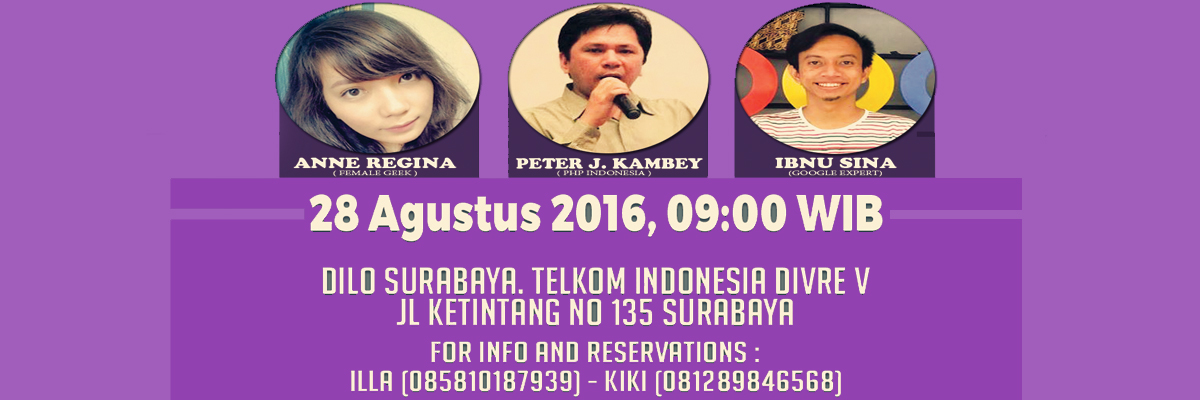 ANNE REGINA
( FEMALE GEEK )
PETER J. KAMBEY
( PHP INDONESIA )
IBNU SINA
(GOOGLE EXPERT)
28 Agustus 2016, 09:00 WIB
DILO SURABAYA. TELKOM INDONESIA DIVRE V
JL KETINTANG NO 135 SURABAYA
FOR INFO AND RESERVATIONS :
ILLA (085810187939) - KIKI (081289846568)